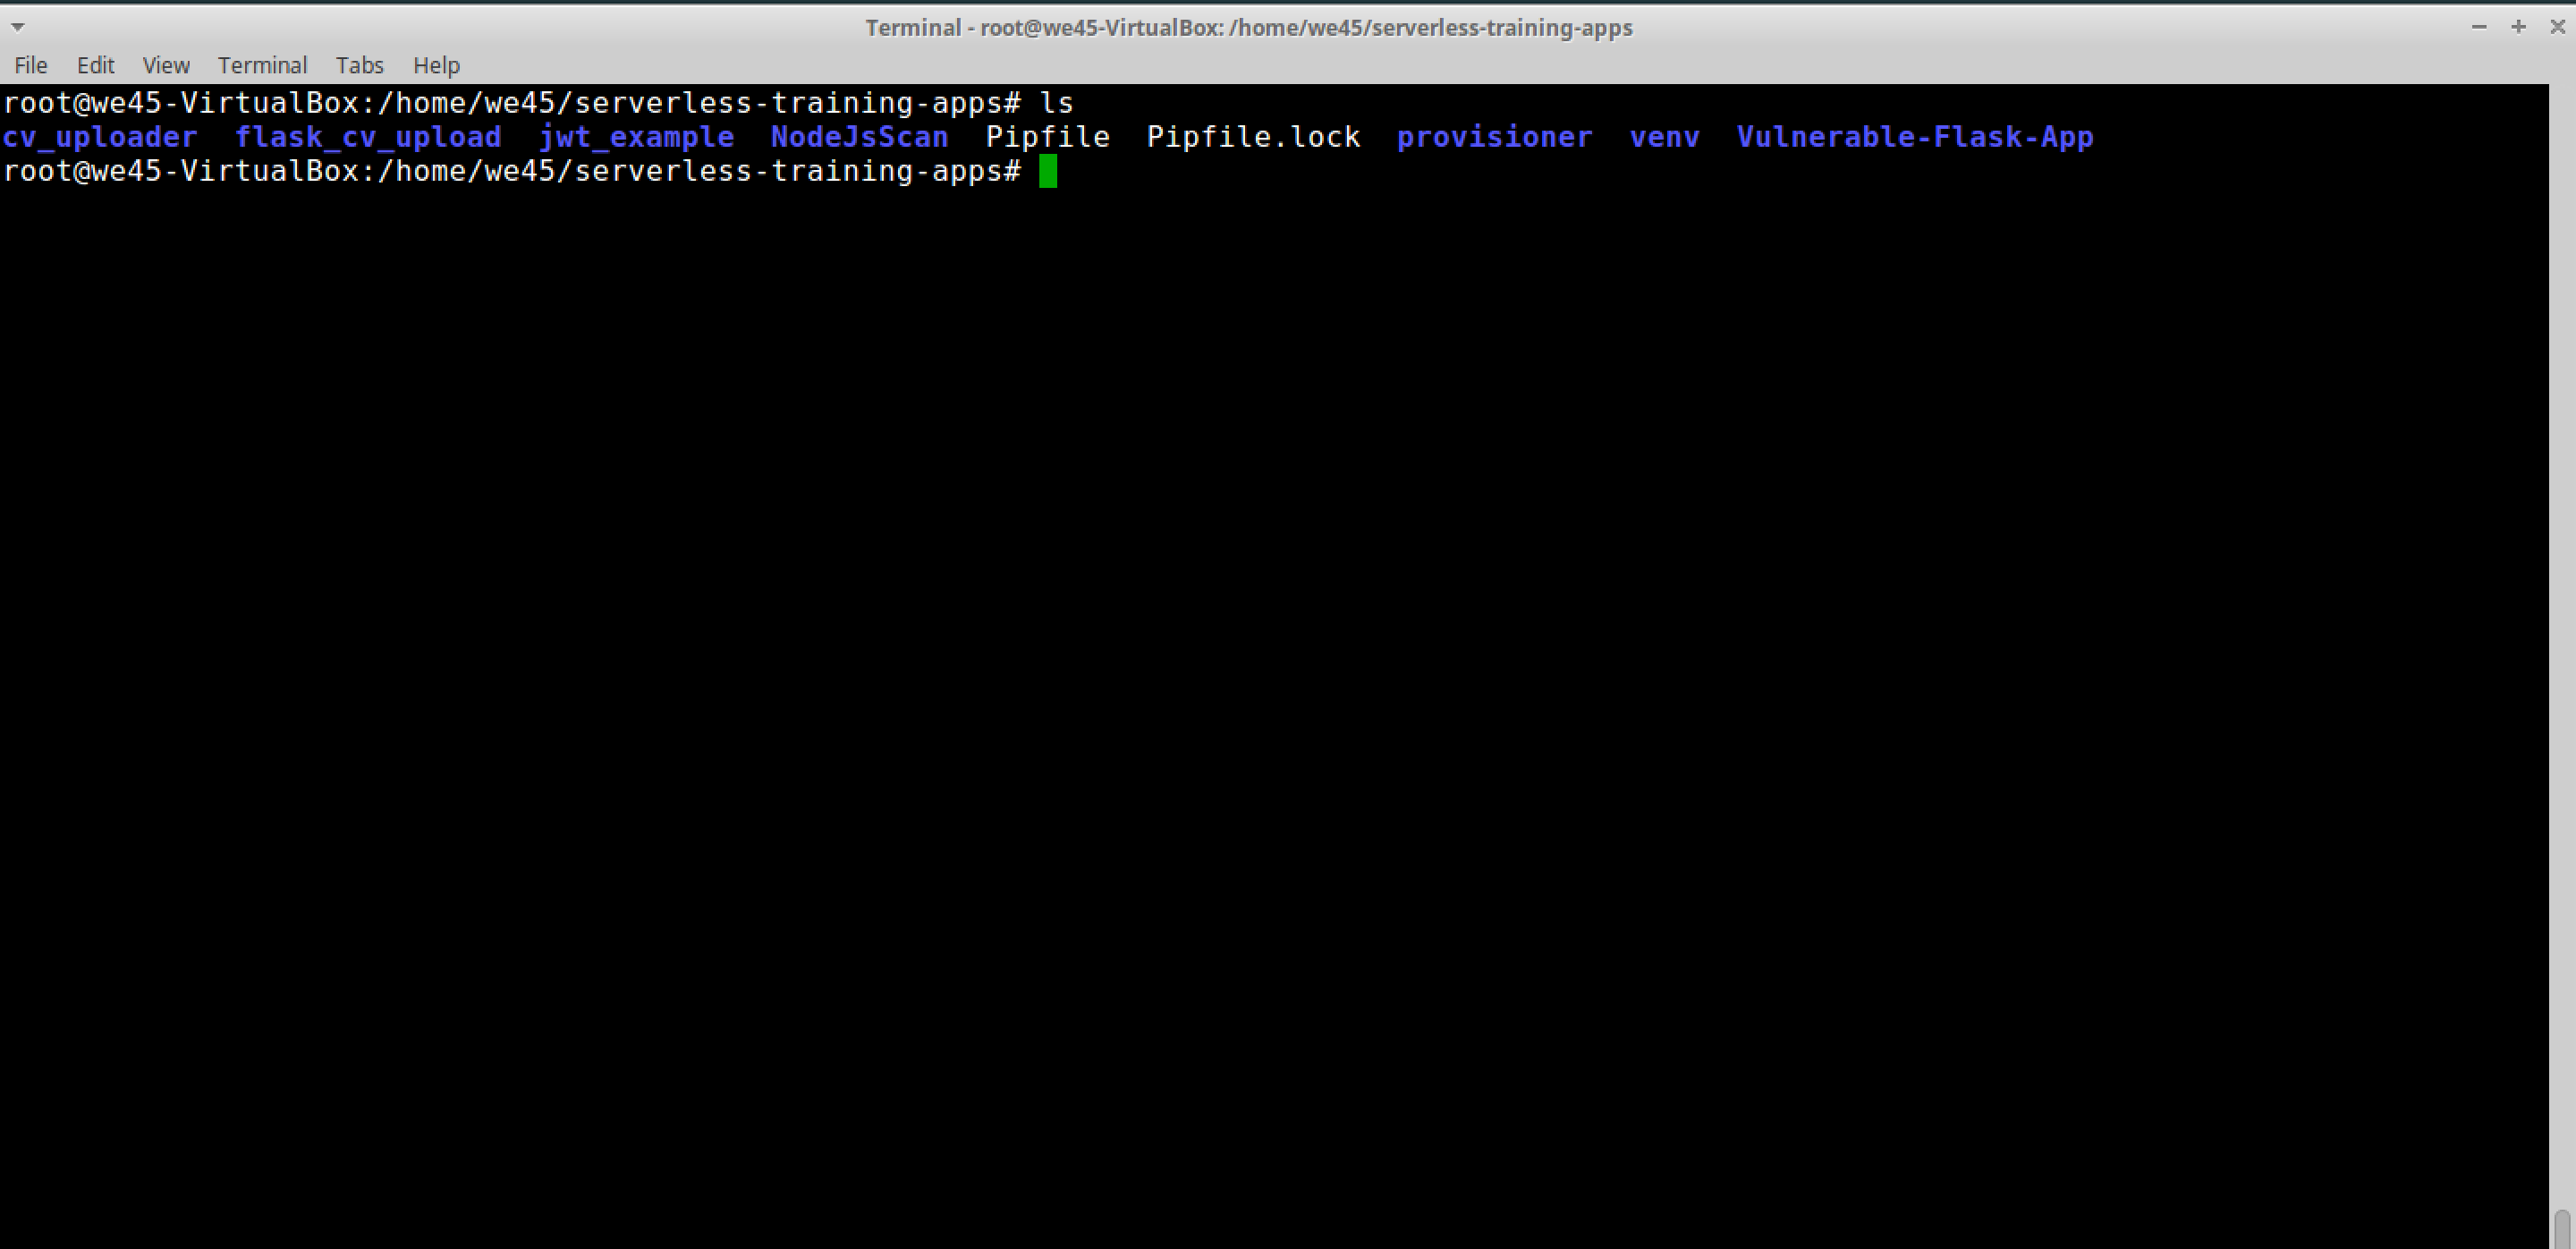 Terminal - root@we45-VirtualBox: /home/we45/serverless-training-apps
File Edit View Terminal Tabs Help
root@we45-VirtualBox:/home/we45/serverless-training-apps# ls
cv_uploader flask_cv_upload jwt_example NodeJsScan Pipfile Pipfile.lock provisioner venv Vulnerable-Flask-App
root@we45-VirtualBox:/home/we45/serverless-training-apps#